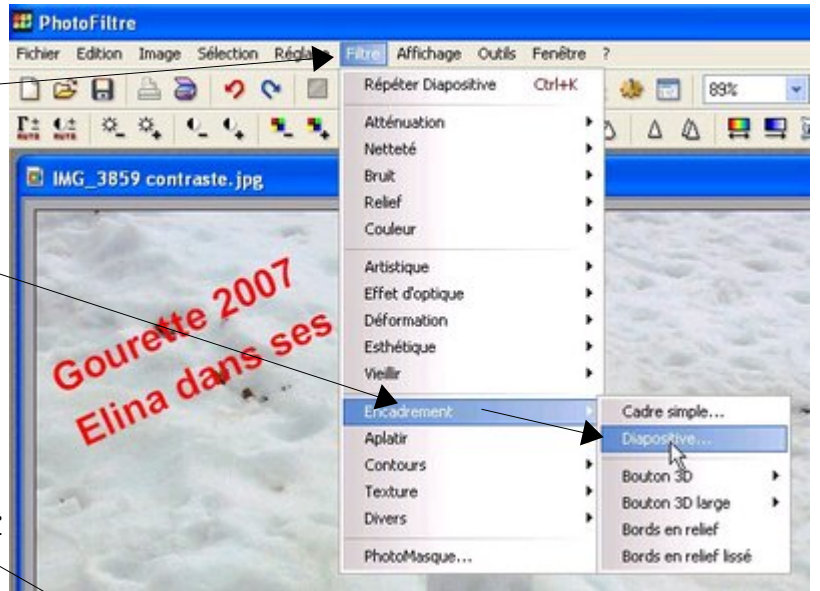 PhotoFiltre
Fichier Edition Image Sélection Réglage Filtre Affichage Outils Fenêtre ?
89%
IMG_3859 contraste.jpg
Répéter Diapositive Ctrl+K
Atténuation
Netteté
Bruit
Relief
Couleur
Artistique
Effet d'optique
Déformation
Esthétique
Vieillir
Encadrement
Aplatir
Contours
Texture
Divers
PhotoMasque...
Cadre simple...
Diapositive...
Bouton 3D
Bouton 3D large
Bords en relief
Bords en relief lissé
Gourette 2007
Elina dans ses